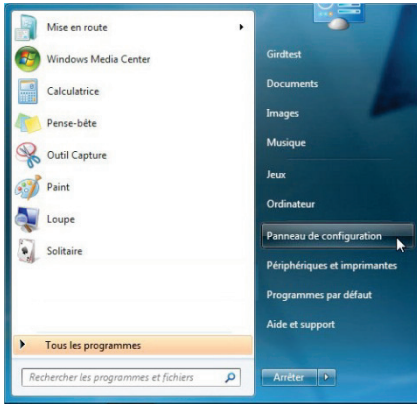 Mise en route
Windows Media Center
Calculatrice
Pense-bête
Outil Capture
Paint
Loupe
Solitaire
Tous les programmes
Rechercher les programmes et fichiers
Girdtest
Documents
Images
Musique
Jeux
Ordinateur
Panneau de configuration
Périphériques et imprimantes
Programmes par défaut
Aide et support
Arrêter